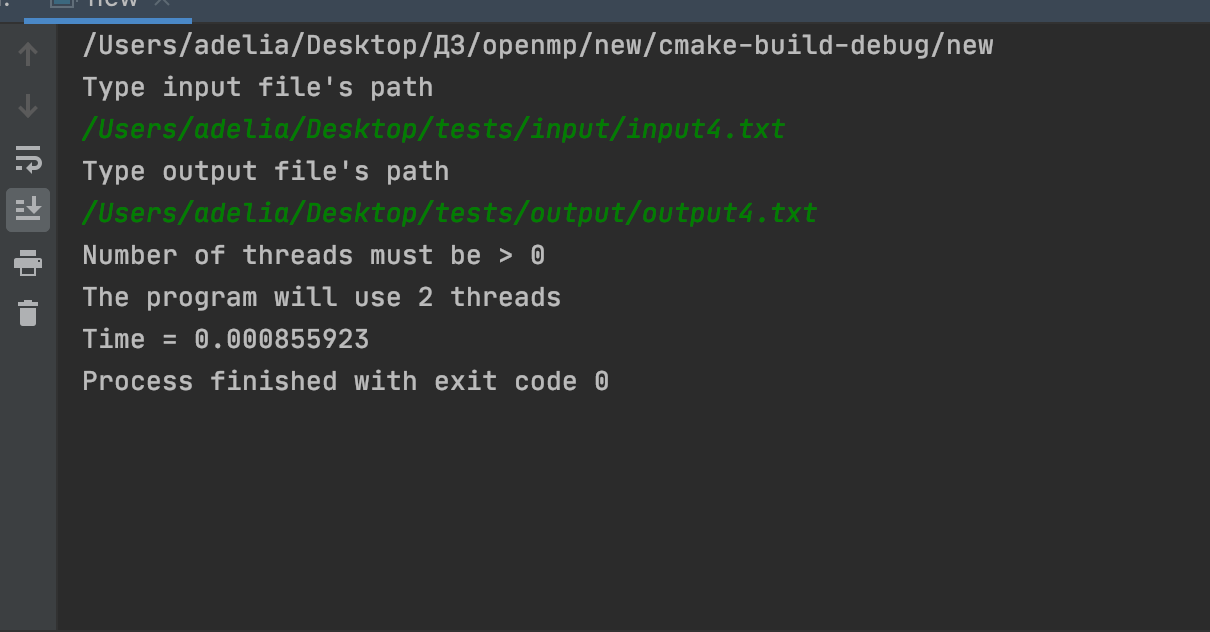 new
/Users/adelia/Desktop/ДЗ/openmp/new/cmake-build-debug/new
Type input file's path
/Users/adelia/Desktop/tests/input/input4.txt
Type output file's path
/Users/adelia/Desktop/tests/output/output4.txt
Number of threads must be > 0
The program will use 2 threads
Time = 0.000855923
Process finished with exit code 0